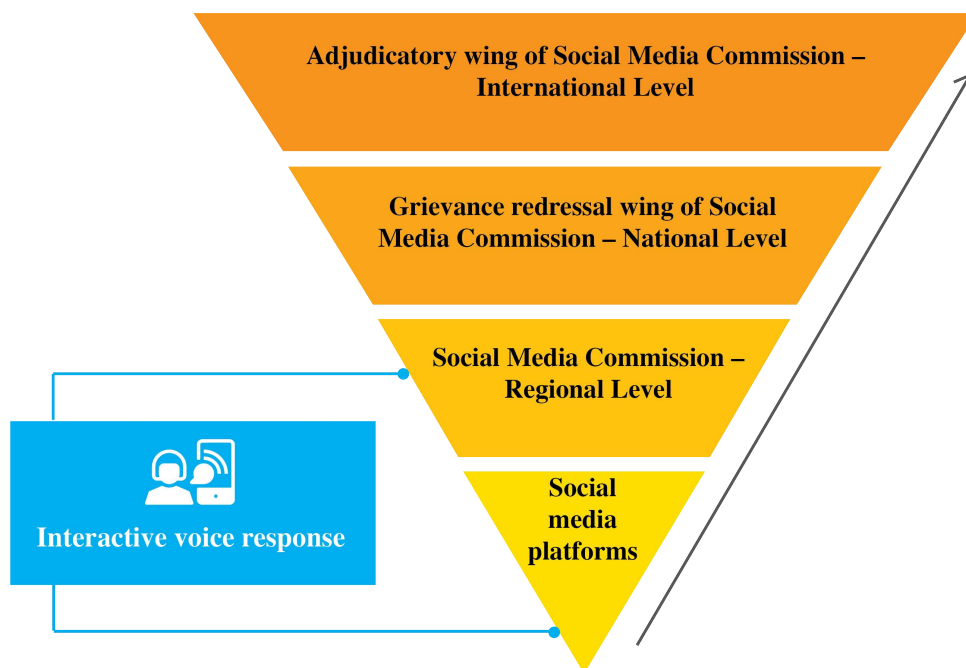 Adjudicatory wing of Social Media Commission –
International Level
Grievance redressal wing of Social
Media Commission – National Level
Social Media Commission –
Regional Level
Social
media
platforms
Interactive voice response